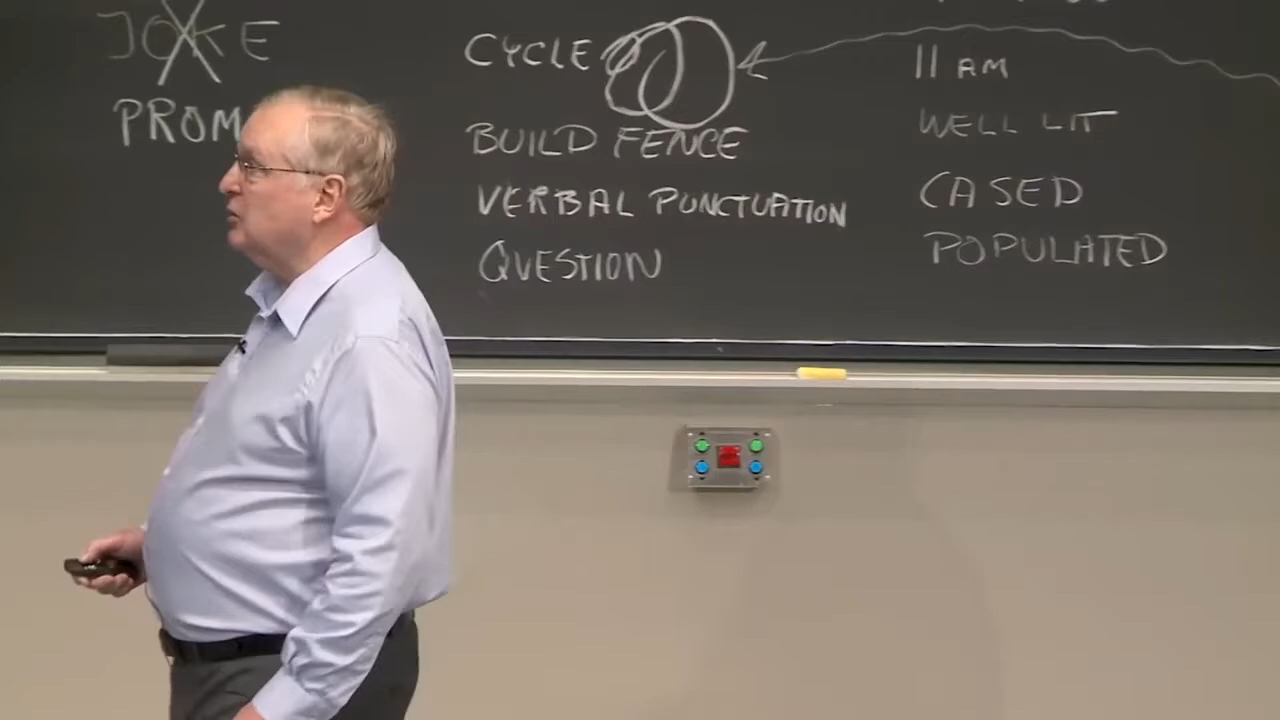 JOKE
PROM
CYCLE
BUILD FENCE
VERBAL PUNCTUATION
QUESTION
11 AM
WELL LIT
CASED
POPULATED